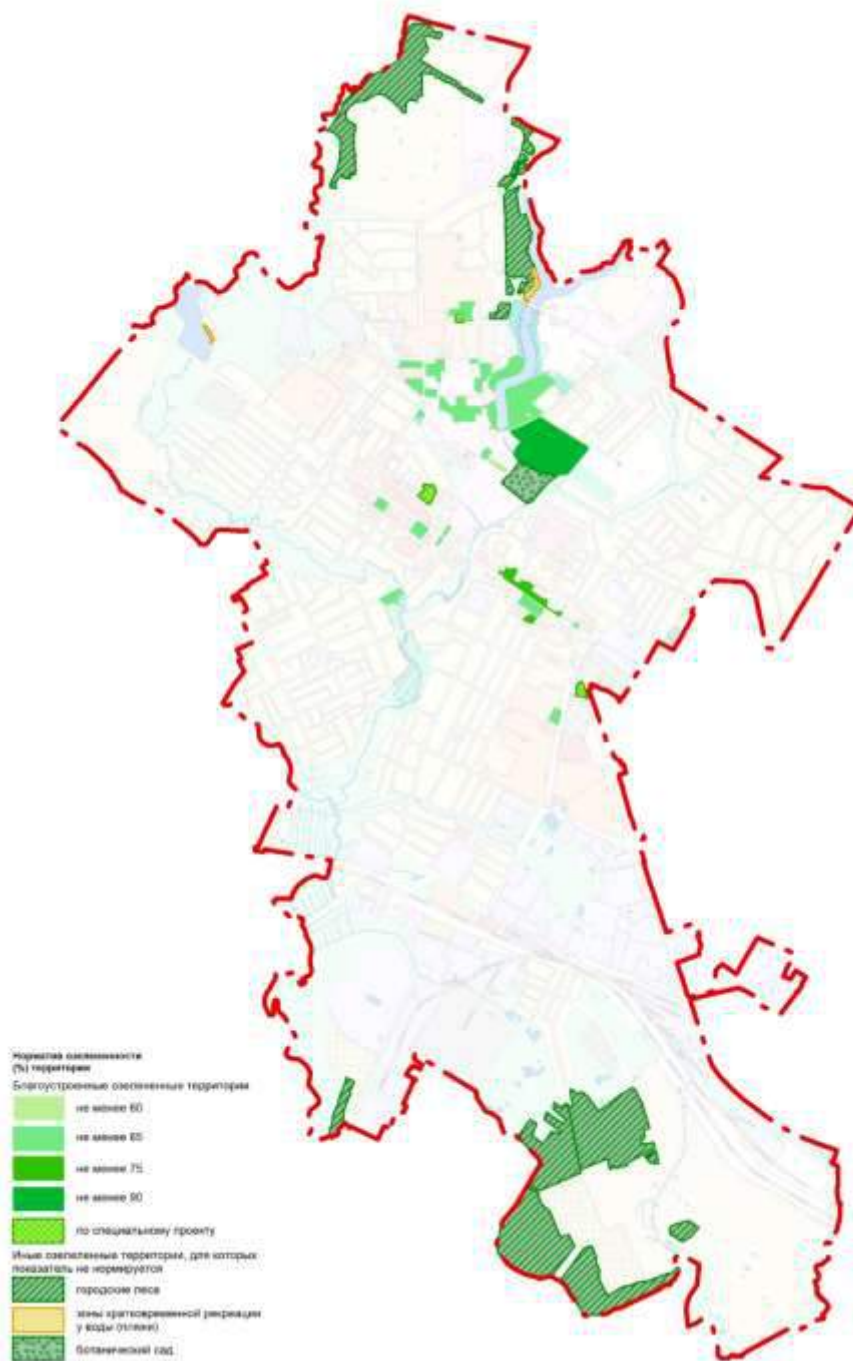 Норматив озелененности
(%) территории
Благоустроенные озелененные территории
не менее 60
не менее 65
не менее 75
не менее 90
по специальному проекту
Иные озелененные территории, для которых
показатель не нормируется
городские леса
зоны кратковременной рекреации
у воды (пляжи)
ботанический сад